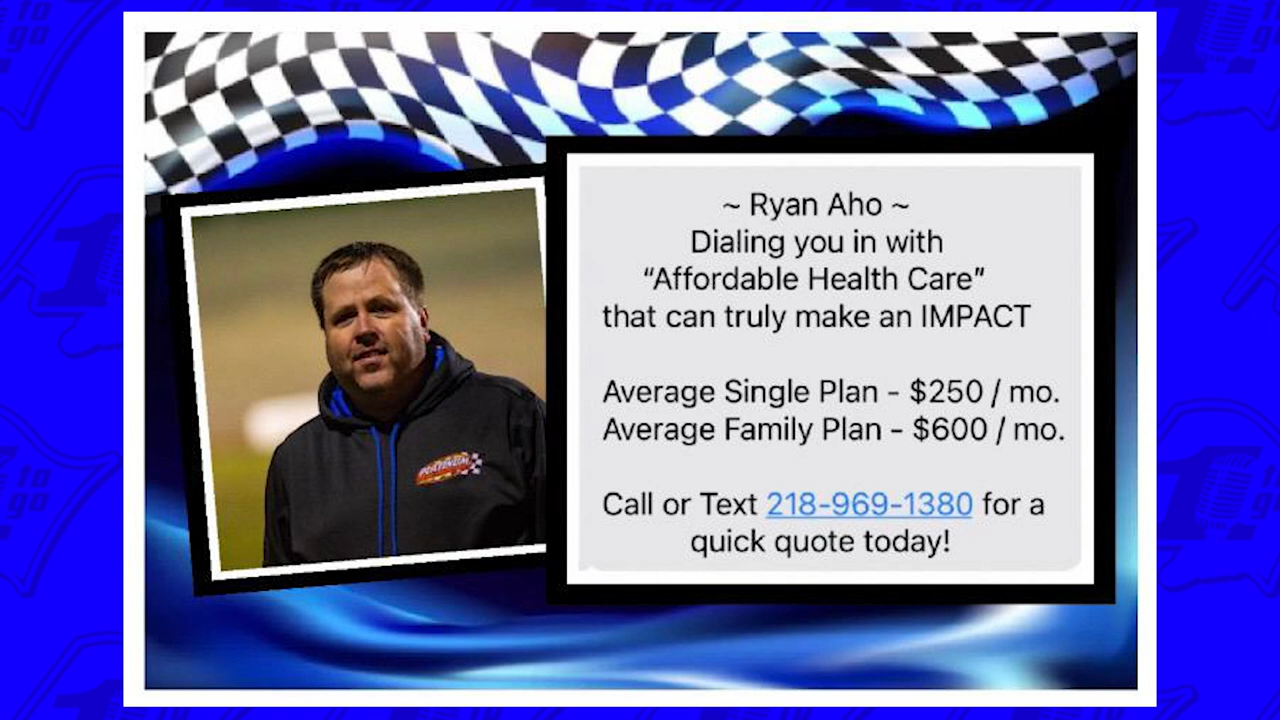 ~ Ryan Aho ~
Dialing you in with
“Affordable Health Care”
that can truly make an IMPACT
Average Single Plan - $250 / mo.
Average Family Plan - $600 / mo.
Call or Text 218-969-1380 for a
quick quote today!
PLATINUM